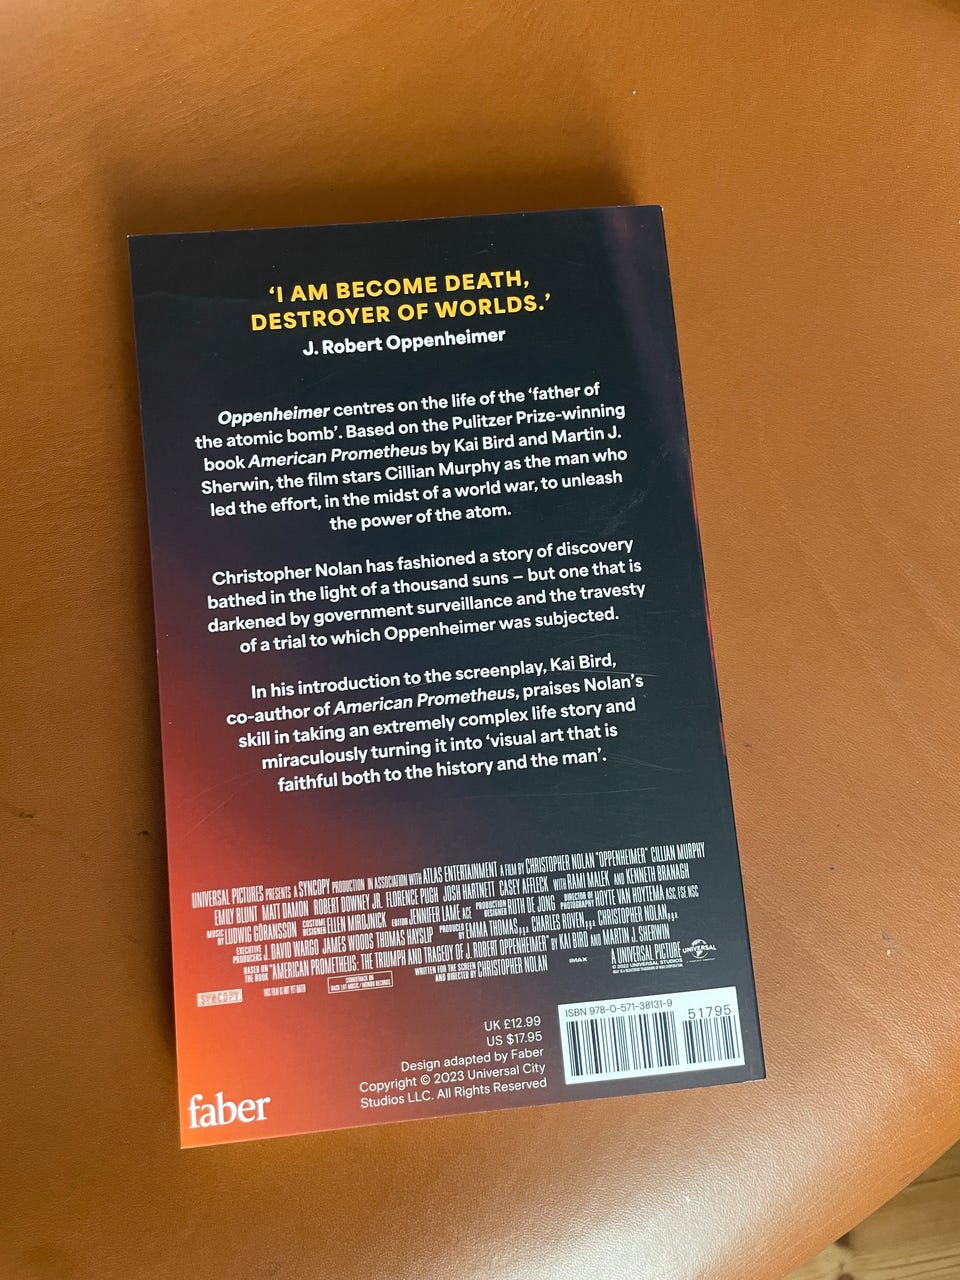 ‘I AM BECOME DEATH,
DESTROYER OF WORLDS.’
J. Robert Oppenheimer
Oppenheimer centres on the life of the ‘father of
the atomic bomb’. Based on the Pulitzer Prize-winning
book American Prometheus by Kai Bird and Martin J.
Sherwin, the film stars Cillian Murphy as the man who
led the effort, in the midst of a world war, to unleash
the power of the atom.
Christopher Nolan has fashioned a story of discovery
bathed in the light of a thousand suns – but one that is
darkened by government surveillance and the travesty
of a trial to which Oppenheimer was subjected.
In his introduction to the screenplay, Kai Bird,
co-author of American Prometheus, praises Nolan’s
skill in taking an extremely complex life story and
miraculously turning it into ‘visual art that is
faithful both to the history and the man’.
UNIVERSAL PICTURES PRESENTS A SYNCOPY PRODUCTION IN ASSOCIATION WITH ATLAS ENTERTAINMENT A FILM BY CHRISTOPHER NOLAN "OPPENHEIMER" CILLIAN MURPHY
EMILY BLUNT MATT DAMON ROBERT DOWNEY JR. FLORENCE PUGH JOSH HARTNETT CASEY AFFLECK WITH RAMI MALEK AND KENNETH BRANAGH
MUSIC BY LUDWIG GÖRANSSON COSTUME DESIGNER ELLEN MIROJNICK EDITOR JENNIFER LAME ACE PRODUCTION DESIGNER RUTH DE JONG DIRECTOR OF PHOTOGRAPHY HOYTE VAN HOYTEMA ASC, FSF, NSC
EXECUTIVE PRODUCERS J. DAVID WARGO JAMES WOODS THOMAS HAYSLIP PRODUCED BY EMMA THOMAS, CHARLES ROVEN, CHRISTOPHER NOLAN
BASED ON THE BOOK "AMERICAN PROMETHEUS: THE TRIUMPH AND TRAGEDY OF J. ROBERT OPPENHEIMER" BY KAI BIRD AND MARTIN J. SHERWIN
WRITTEN FOR THE SCREEN AND DIRECTED BY CHRISTOPHER NOLAN
IMAX
A UNIVERSAL PICTURE
UNIVERSAL
© 2022 UNIVERSAL STUDIOS
SYNCOPY
THIS FILM IS NOT YET RATED
SOUNDTRACK ON
BACK LOT MUSIC/MONDO RECORDS
UK £12.99
US $17.95
Design adapted by Faber
Copyright © 2023 Universal City
Studios LLC. All Rights Reserved
ISBN 978-0-571-38131-9
51795
faber